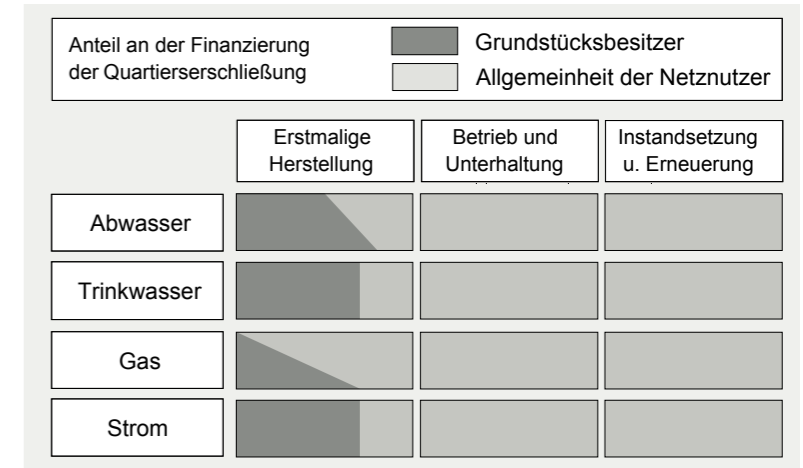 Anteil an der Finanzierung
der Quartierserschließung
Grundstücksbesitzer
Allgemeinheit der Netznutzer
Erstmalige
Herstellung
Betrieb und
Unterhaltung
Instandsetzung
u. Erneuerung
Abwasser
Trinkwasser
Gas
Strom